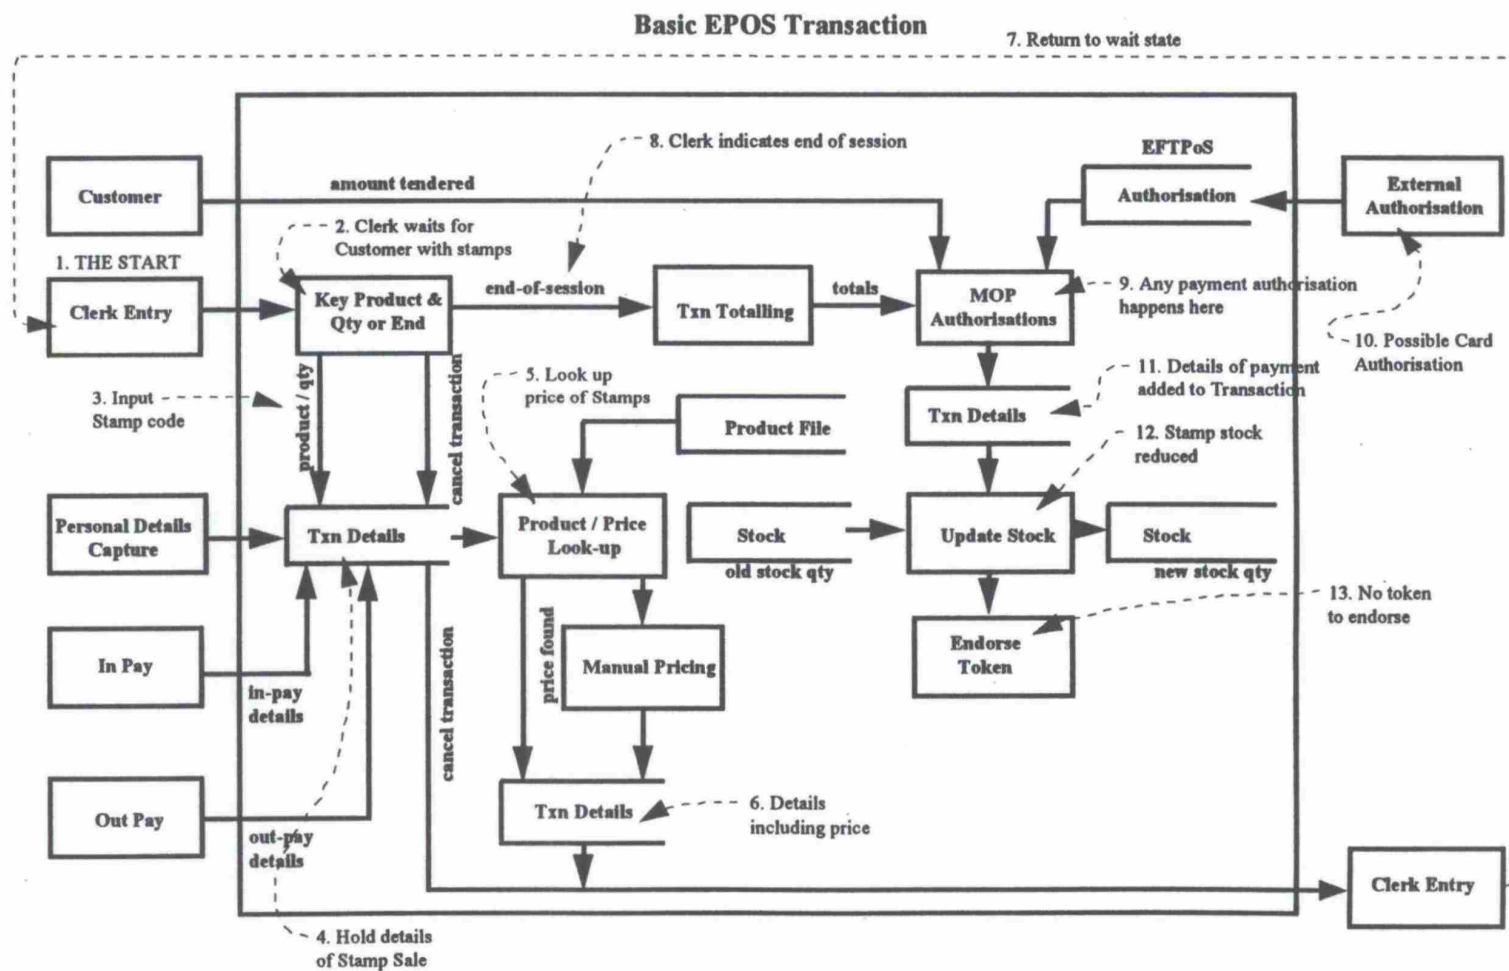 Basic EPOS Transaction
7. Return to wait state
8. Clerk indicates end of session
EFTPoS
Customer
amount tendered
Authorisation
External
Authorisation
2. Clerk waits for
Customer with stamps
1. THE START
Clerk Entry
Key Product &
Qty or End
end-of-session
Txn Totalling
totals
MOP
Authorisations
9. Any payment authorisation
happens here
10. Possible Card
Authorisation
3. Input
Stamp code
product / qty
cancel transaction
5. Look up
price of Stamps
Product File
11. Details of payment
added to Transaction
Txn Details
12. Stamp stock
reduced
Personal Details
Capture
Txn Details
Product / Price
Look-up
Stock
old stock qty
Update Stock
Stock
new stock qty
13. No token
to endorse
Endorse
Token
In Pay
in-pay
details
cancel transaction
price found
Manual Pricing
Out Pay
out-pay
details
Txn Details
6. Details
including price
Clerk Entry
4. Hold details
of Stamp Sale